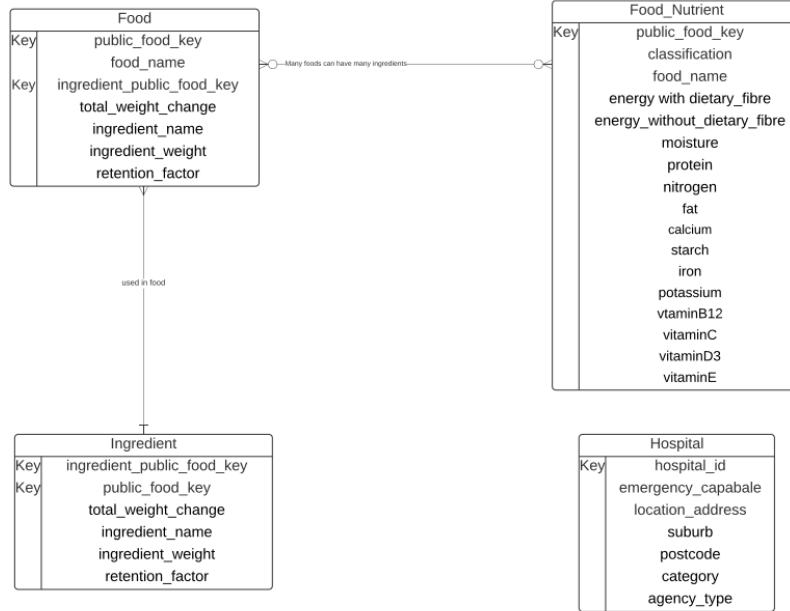 Food
Key public_food_key
food_name
Key ingredient_public_food_key
total_weight_change
ingredient_name
ingredient_weight
retention_factor
Many foods can have many ingredients
Food_Nutrient
Key public_food_key
classification
food_name
energy with dietary_fibre
energy_without_dietary_fibre
moisture
protein
nitrogen
fat
calcium
starch
iron
potassium
vtaminB12
vitaminC
vitaminD3
vitaminE
used in food
Ingredient
Key ingredient_public_food_key
Key public_food_key
total_weight_change
ingredient_name
ingredient_weight
retention_factor
Hospital
Key hospital_id
emergency_capabale
location_address
suburb
postcode
category
agency_type